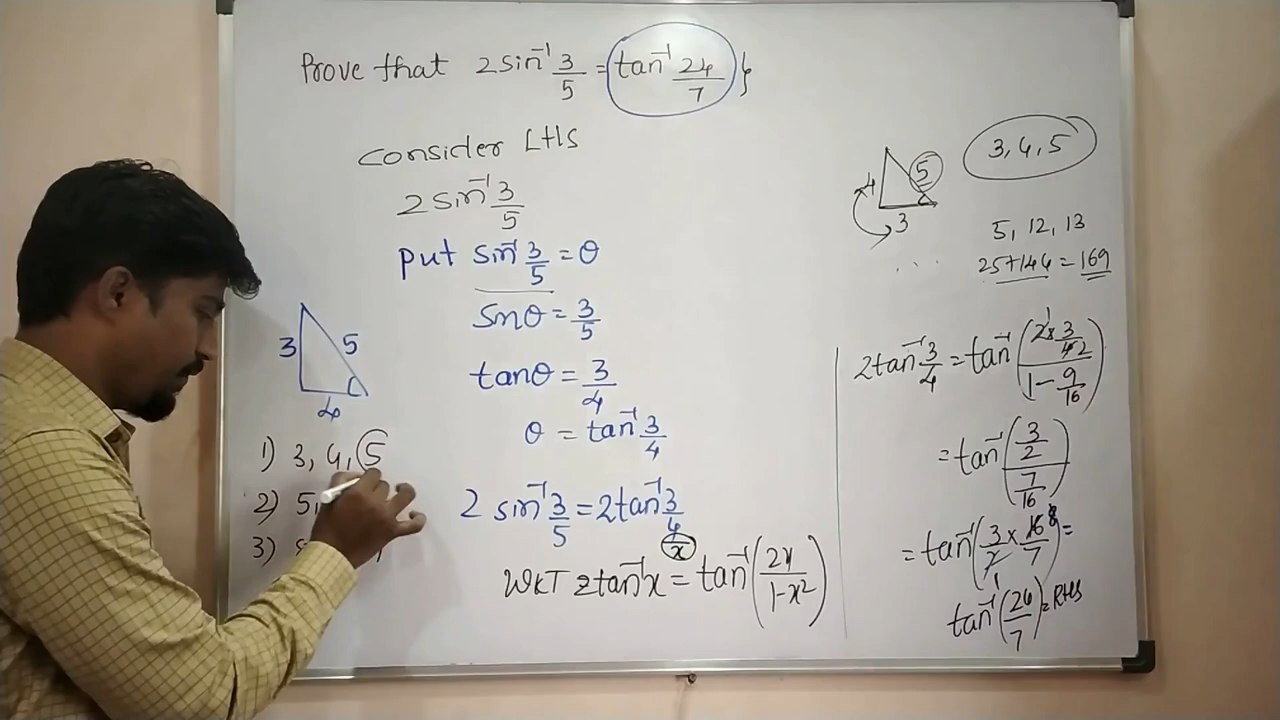 Prove that 2sin⁻¹ 3/5 = tan⁻¹ 24/7 }
consider LHS
2sin⁻¹ 3/5
put sin⁻¹ 3/5 = θ
Sinθ = 3/5
tanθ = 3/4
θ = tan⁻¹ 3/4
2 sin⁻¹ 3/5 = 2tan⁻¹ 3/4
x
WKT 2tan⁻¹x = tan⁻¹(2x/1-x²)
3 5
4
1) 3, 4, 5
2) 5,
3)
4 5
3
3, 4, 5
5, 12, 13
25+144 = 169
2tan⁻¹ 3/4 = tan⁻¹(2x 3/4 2 / 1 - 9/16)
= tan⁻¹(3/2 / 7/16)
= tan⁻¹(3/2 × 16 8/7) =
tan⁻¹(24/7) = RHS